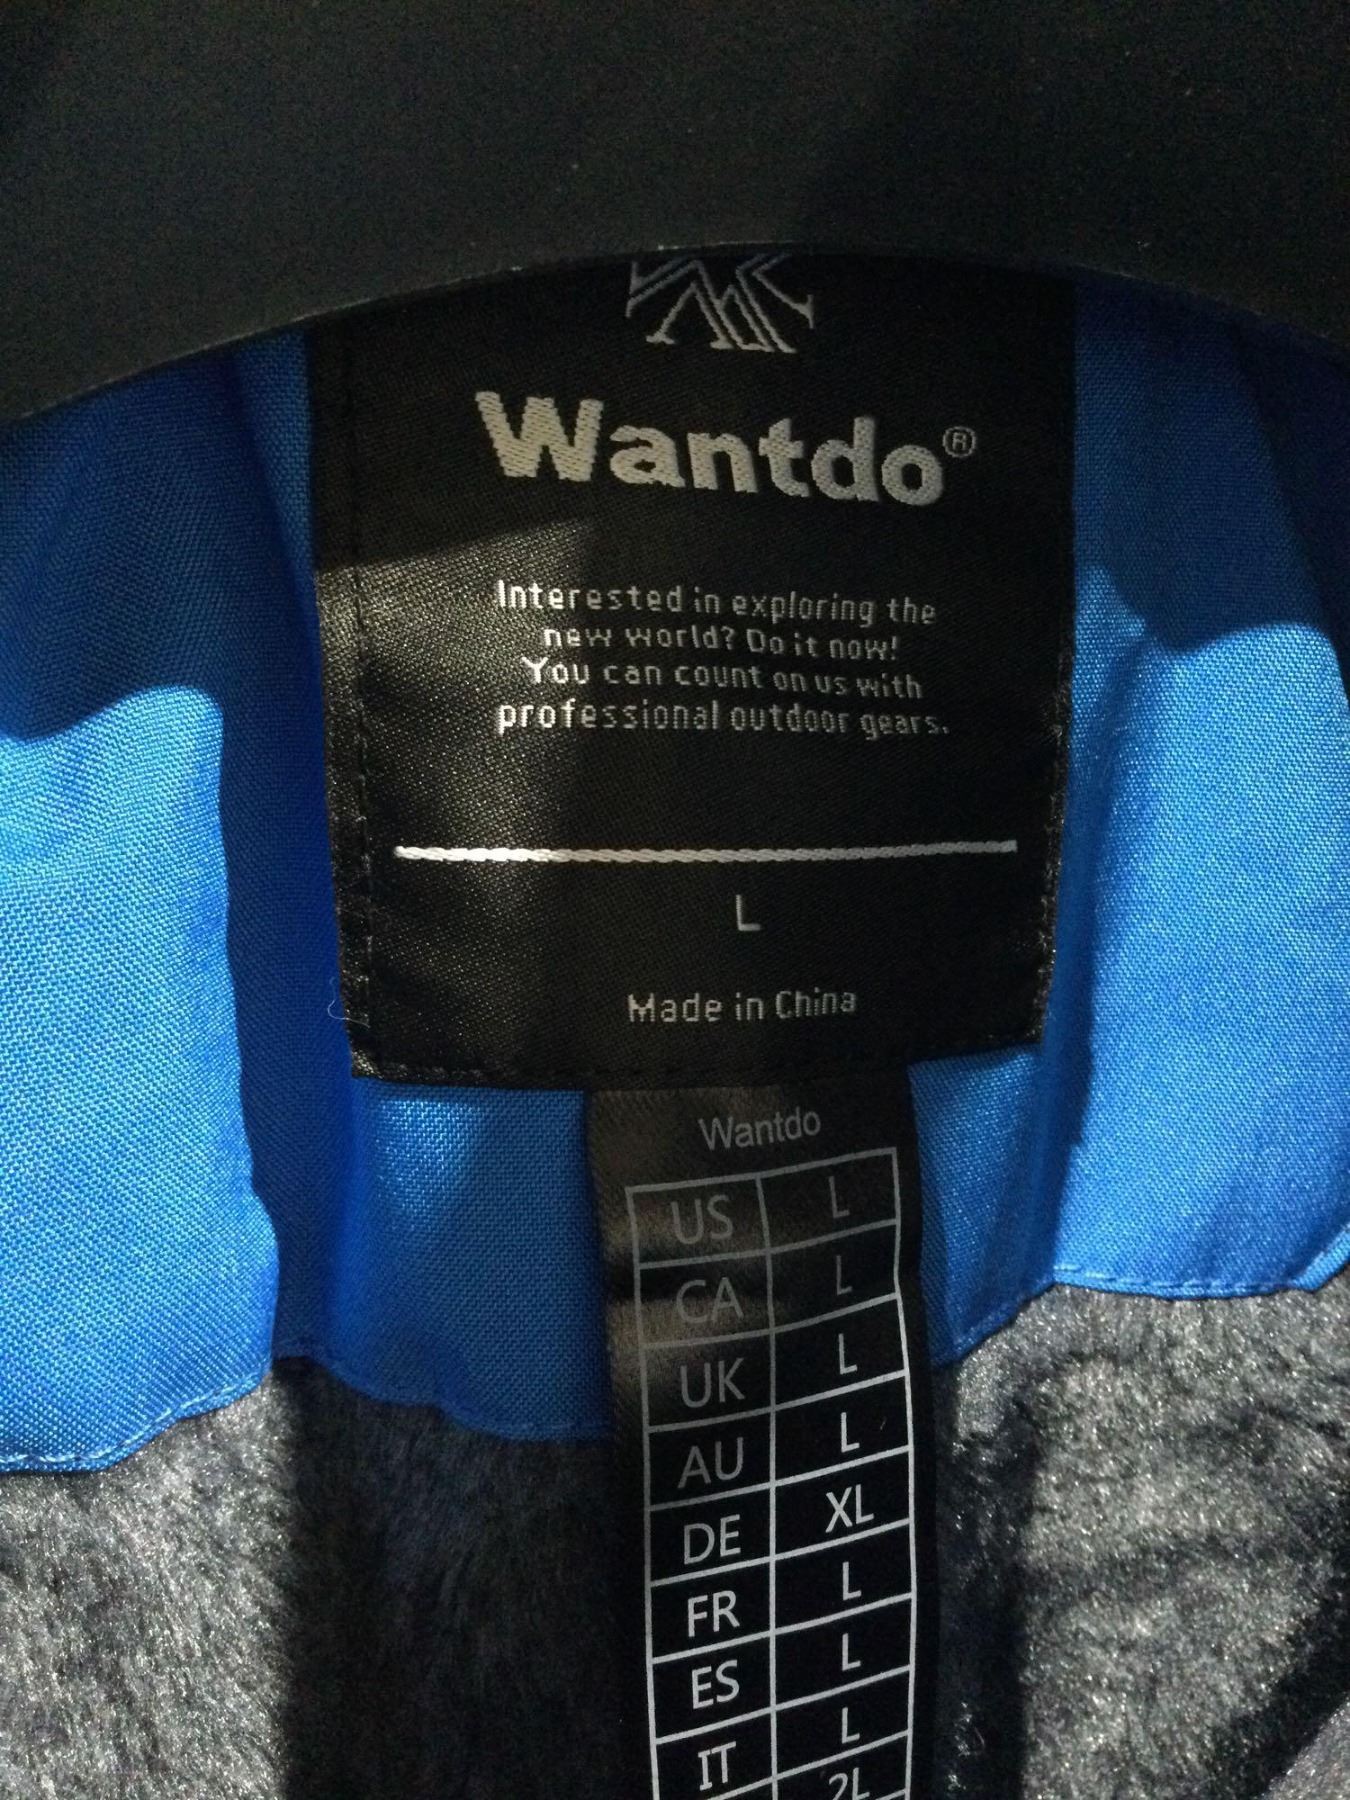 Wantdo®
Interested in exploring the
new world? Do it now!
You can count on us with
professional outdoor gears.
L
Made in China
Wantdo
US L
CA L
UK L
AU L
DE XL
FR L
ES L
IT L
2L